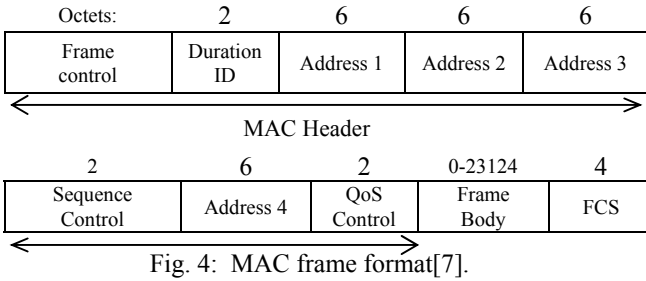 Octets: 2 6 6 6
Frame control Duration ID Address 1 Address 2 Address 3
MAC Header
2 6 2 0-23124 4
Sequence Control Address 4 QoS Control Frame Body FCS
Fig. 4: MAC frame format[7].